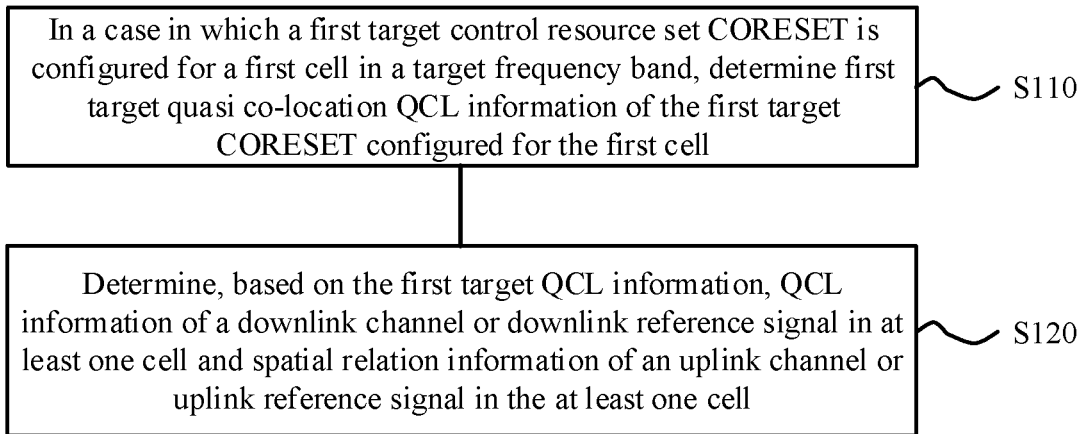 In a case in which a first target control resource set CORESET is
configured for a first cell in a target frequency band, determine first
target quasi co-location QCL information of the first target
CORESET configured for the first cell
S110
Determine, based on the first target QCL information, QCL
information of a downlink channel or downlink reference signal in at
least one cell and spatial relation information of an uplink channel or
uplink reference signal in the at least one cell
S120